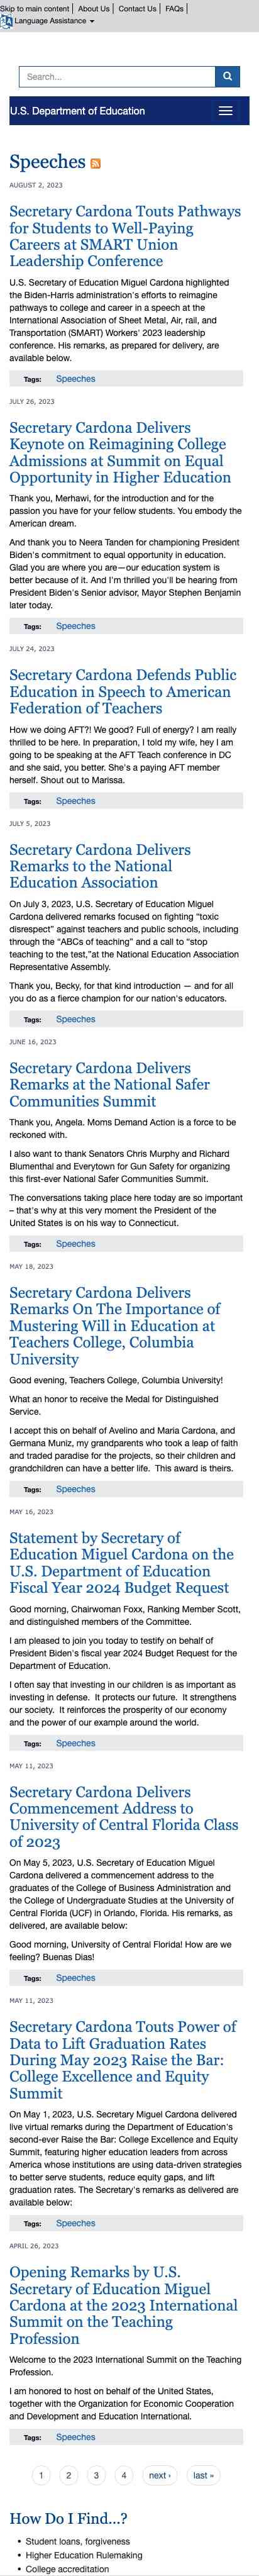 Skip to main content | About Us | Contact Us | FAQs |
Language Assistance
Search...
U.S. Department of Education
Speeches
AUGUST 2, 2023
Secretary Cardona Touts Pathways
for Students to Well-Paying
Careers at SMART Union
Leadership Conference
U.S. Secretary of Education Miguel Cardona highlighted
the Biden-Harris administration's efforts to reimagine
pathways to college and career in a speech at the
International Association of Sheet Metal, Air, rail, and
Transportation (SMART) Workers' 2023 leadership
conference. His remarks, as prepared for delivery, are
available below.
Tags: Speeches
JULY 26, 2023
Secretary Cardona Delivers
Keynote on Reimagining College
Admissions at Summit on Equal
Opportunity in Higher Education
Thank you, Merhawi, for the introduction and for the
passion you have for your fellow students. You embody the
American dream.
And thank you to Neera Tanden for championing President
Biden's commitment to equal opportunity in education.
Glad you are where you are—our education system is
better because of it. And I'm thrilled you'll be hearing from
President Biden's Senior advisor, Mayor Stephen Benjamin
later today.
Tags: Speeches
JULY 24, 2023
Secretary Cardona Defends Public
Education in Speech to American
Federation of Teachers
How we doing AFT?! We good? Full of energy? I am really
thrilled to be here. In preparation, I told my wife, hey I am
going to be speaking at the AFT Teach conference in DC
and she said, you better. She's a paying AFT member
herself. Shout out to Marissa.
Tags: Speeches
JULY 5, 2023
Secretary Cardona Delivers
Remarks to the National
Education Association
On July 3, 2023, U.S. Secretary of Education Miguel
Cardona delivered remarks focused on fighting "toxic
disrespect" against teachers and public schools, including
through the "ABCs of teaching" and a call to "stop
teaching to the test,"at the National Education Association
Representative Assembly.
Thank you, Becky, for that kind introduction — and for all
you do as a fierce champion for our nation's educators.
Tags: Speeches
JUNE 16, 2023
Secretary Cardona Delivers
Remarks at the National Safer
Communities Summit
Thank you, Angela. Moms Demand Action is a force to be
reckoned with.
I also want to thank Senators Chris Murphy and Richard
Blumenthal and Everytown for Gun Safety for organizing
this first-ever National Safer Communities Summit.
The conversations taking place here today are so important
– that's why at this very moment the President of the
United States is on his way to Connecticut.
Tags: Speeches
MAY 18, 2023
Secretary Cardona Delivers
Remarks On The Importance of
Mustering Will in Education at
Teachers College, Columbia
University
Good evening, Teachers College, Columbia University!
What an honor to receive the Medal for Distinguished
Service.
I accept this on behalf of Avelino and Maria Cardona, and
Germana Muniz, my grandparents who took a leap of faith
and traded paradise for the projects, so their children and
grandchildren can have a better life. This award is theirs.
Tags: Speeches
MAY 16, 2023
Statement by Secretary of
Education Miguel Cardona on the
U.S. Department of Education
Fiscal Year 2024 Budget Request
Good morning, Chairwoman Foxx, Ranking Member Scott,
and distinguished members of the Committee.
I am pleased to join you today to testify on behalf of
President Biden's fiscal year 2024 Budget Request for the
Department of Education.
I often say that investing in our children is as important as
investing in defense. It protects our future. It strengthens
our society. It reinforces the prosperity of our economy
and the power of our example around the world.
Tags: Speeches
MAY 11, 2023
Secretary Cardona Delivers
Commencement Address to
University of Central Florida Class
of 2023
On May 5, 2023, U.S. Secretary of Education Miguel
Cardona delivered a commencement address to the
graduates of the College of Business Administration and
the College of Undergraduate Studies at the University of
Central Florida (UCF) in Orlando, Florida. His remarks, as
delivered, are available below:
Good morning, University of Central Florida! How are we
feeling? Buenas Dias!
Tags: Speeches
MAY 11, 2023
Secretary Cardona Touts Power of
Data to Lift Graduation Rates
During May 2023 Raise the Bar:
College Excellence and Equity
Summit
On May 1, 2023, U.S. Secretary Miguel Cardona delivered
live virtual remarks during the Department of Education's
second-ever Raise the Bar: College Excellence and Equity
Summit, featuring higher education leaders from across
America whose institutions are using data-driven strategies
to better serve students, reduce equity gaps, and lift
graduation rates. The Secretary's remarks as delivered are
available below:
Tags: Speeches
APRIL 26, 2023
Opening Remarks by U.S.
Secretary of Education Miguel
Cardona at the 2023 International
Summit on the Teaching
Profession
Welcome to the 2023 International Summit on the Teaching
Profession.
I am honored to host on behalf of the United States,
together with the Organization for Economic Cooperation
and Development and Education International.
Tags: Speeches
1 2 3 4 next › last »
How Do I Find...?
• Student loans, forgiveness
• Higher Education Rulemaking
• College accreditation